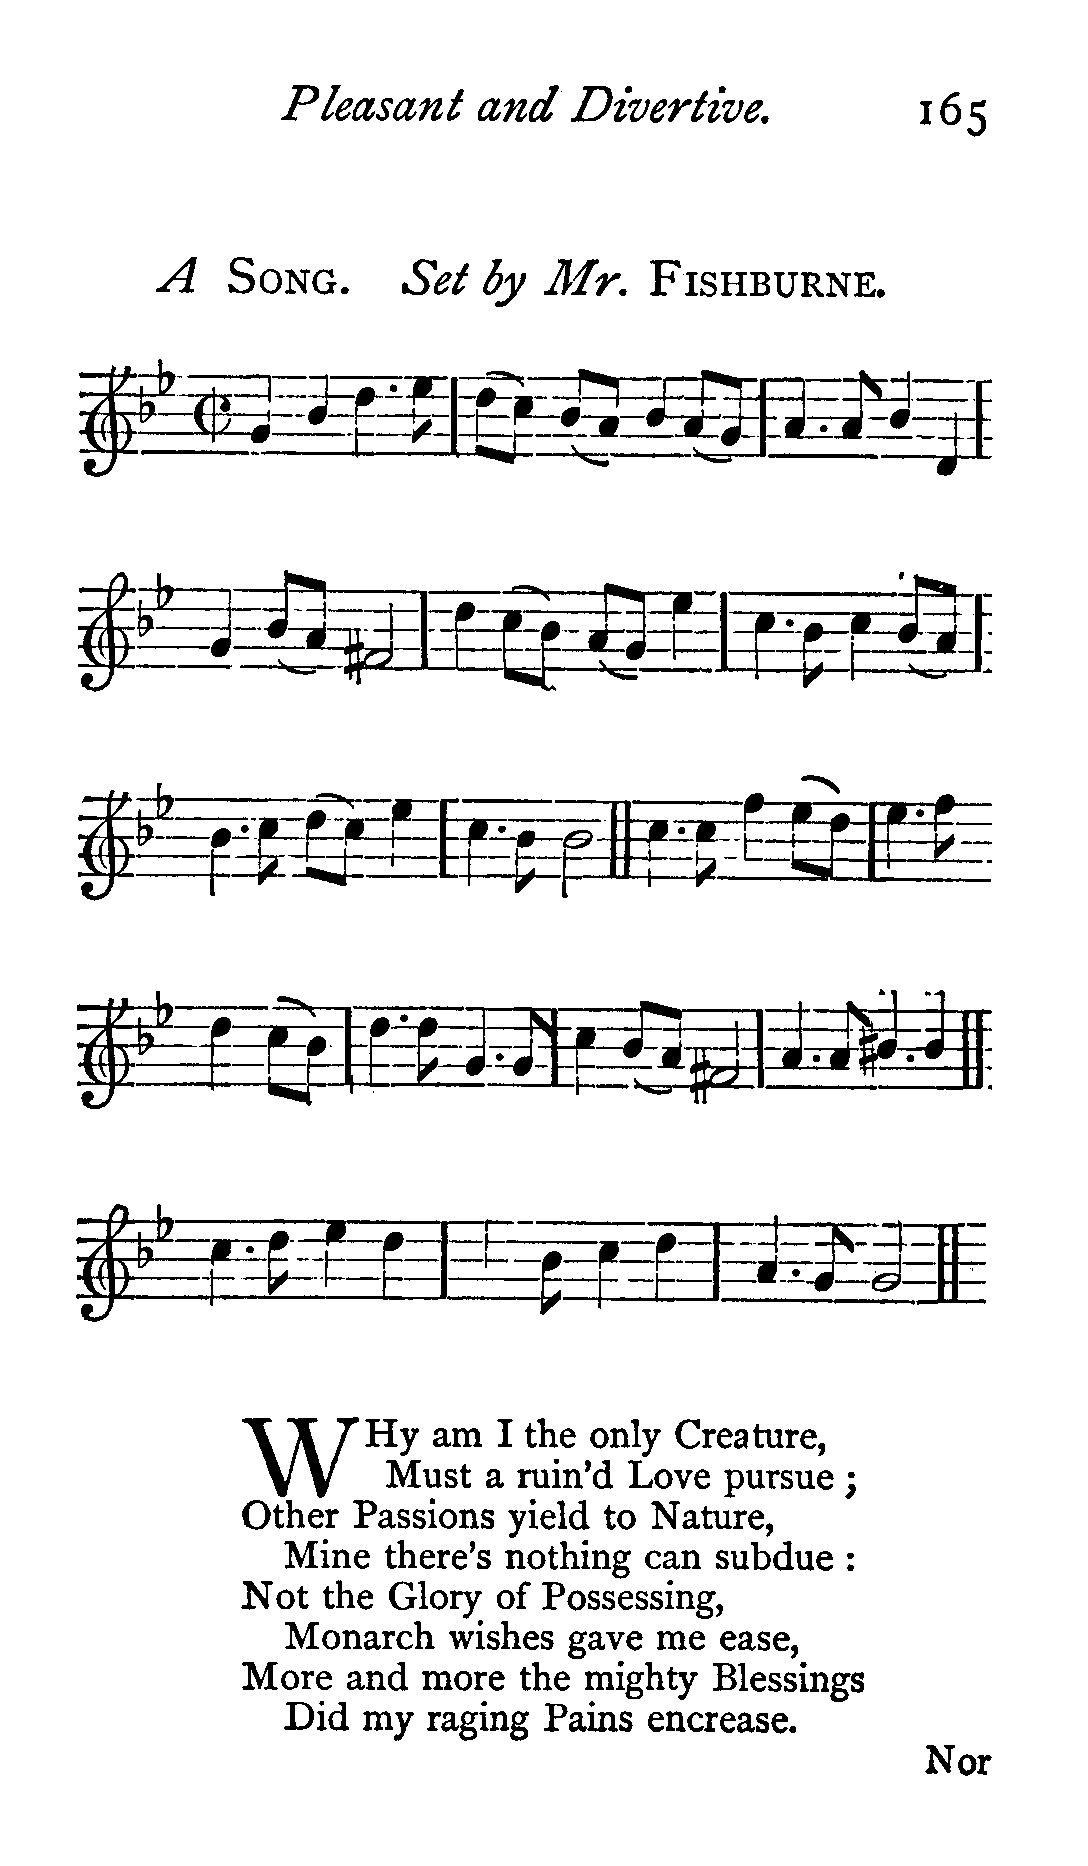 Pleasant and Divertive. 165
A SONG. Set by Mr. FISHBURNE.
WHy am I the only Creature,
Must a ruin'd Love pursue ;
Other Passions yield to Nature,
Mine there's nothing can subdue :
Not the Glory of Possessing,
Monarch wishes gave me ease,
More and more the mighty Blessings
Did my raging Pains encrease.
Nor